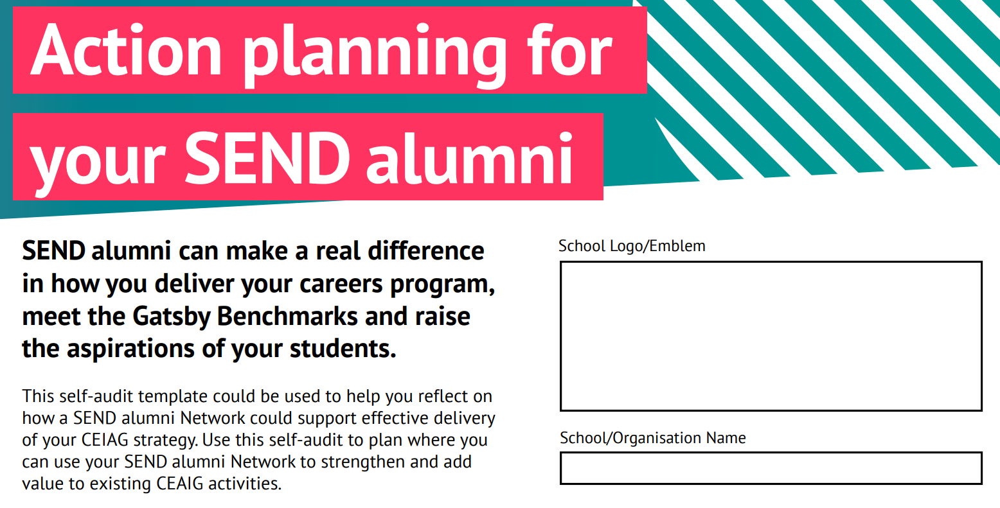 Action planning for
your SEND alumni
SEND alumni can make a real difference
in how you deliver your careers program,
meet the Gatsby Benchmarks and raise
the aspirations of your students.
This self-audit template could be used to help you reflect on
how a SEND alumni Network could support effective delivery
of your CEIAG strategy. Use this self-audit to plan where you
can use your SEND alumni Network to strengthen and add
value to existing CEAIG activities.
School Logo/Emblem
School/Organisation Name